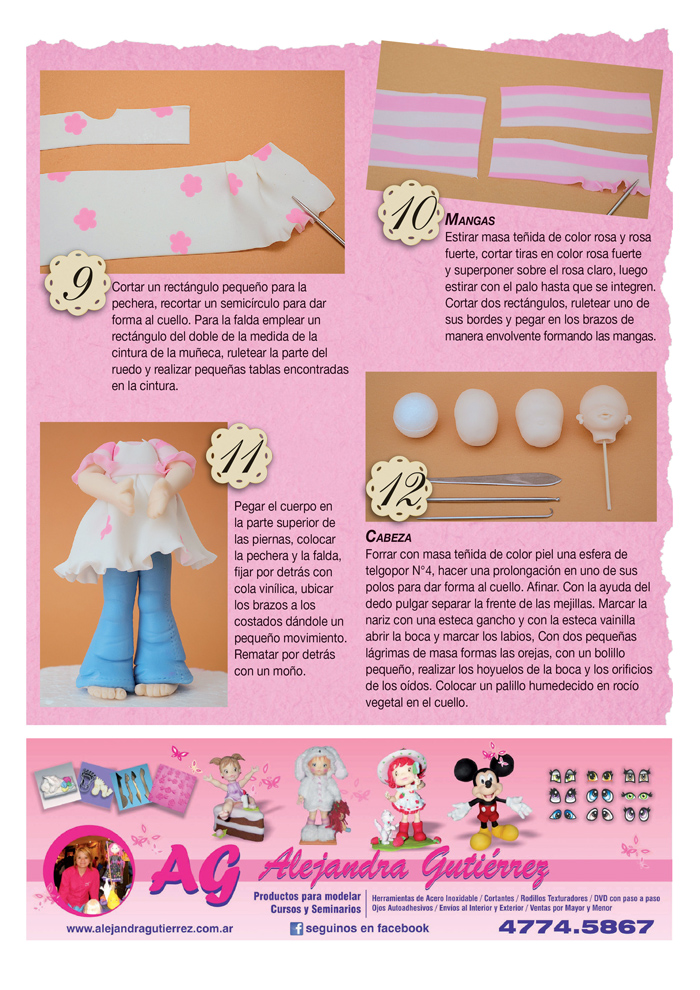 9
Cortar un rectángulo pequeño para la
pechera, recortar un semicírculo para dar
forma al cuello. Para la falda emplear un
rectángulo del doble de la medida de la
cintura de la muñeca, ruletear la parte del
ruedo y realizar pequeñas tablas encontradas
en la cintura.
10
Mangas
Estirar masa teñida de color rosa y rosa
fuerte, cortar tiras en color rosa fuerte
y superponer sobre el rosa claro, luego
estirar con el palo hasta que se integren.
Cortar dos rectángulos, ruletear uno de
sus bordes y pegar en los brazos de
manera envolvente formando las mangas.
11
Pegar el cuerpo en
la parte superior de
las piernas, colocar
la pechera y la falda,
fijar por detrás con
cola vinílica, ubicar
los brazos a los
costados dándole un
pequeño movimiento.
Rematar por detrás
con un moño.
12
Cabeza
Forrar con masa teñida de color piel una esfera de
telgopor N°4, hacer una prolongación en uno de sus
polos para dar forma al cuello. Afinar. Con la ayuda del
dedo pulgar separar la frente de las mejillas. Marcar la
nariz con una esteca gancho y con la esteca vainilla
abrir la boca y marcar los labios, Con dos pequeñas
lágrimas de masa formas las orejas, con un bolillo
pequeño, realizar los hoyuelos de la boca y los orificios
de los oídos. Colocar un palillo humedecido en rocío
vegetal en el cuello.
AG Alejandra Gutiérrez
Productos para modelar
Cursos y Seminarios
Herramientas de Acero Inoxidable / Cortantes / Rodillos Texturadores / DVD con paso a paso
Ojos Autoadhesivos / Envíos al Interior y Exterior / Ventas por Mayor y Menor
www.alejandragutierrez.com.ar
f seguinos en facebook
4774.5867